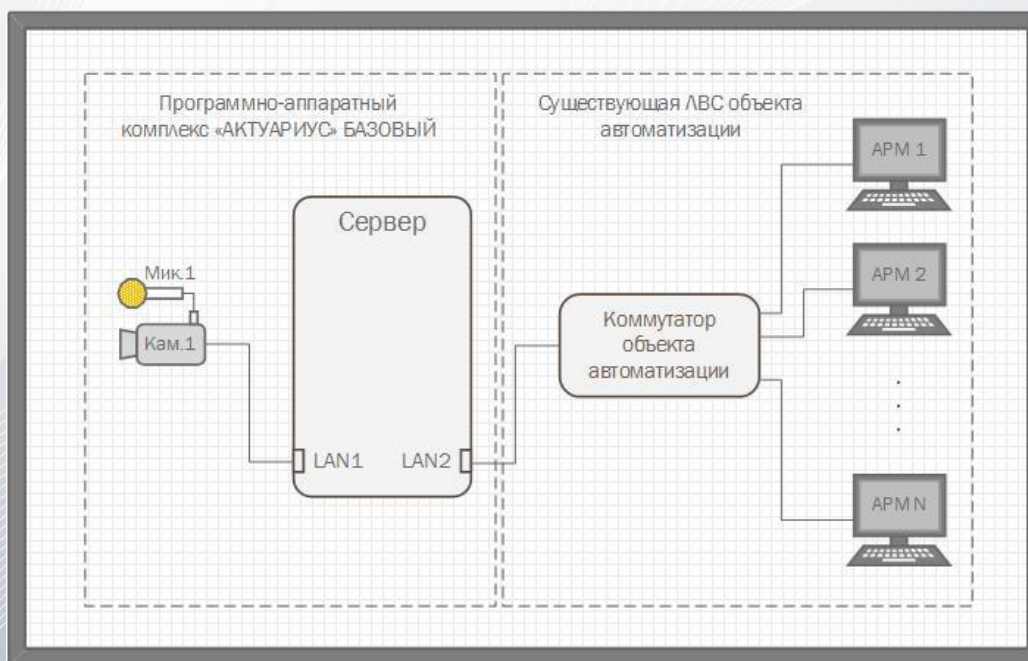 Программно-аппаратный
комплекс «АКТУАРИУС» БАЗОВЫЙ
Существующая ЛВС объекта
автоматизации
Сервер
Мик.1
Кам.1
LAN1
LAN2
Коммутатор
объекта
автоматизации
АРМ 1
АРМ 2
АРМ N